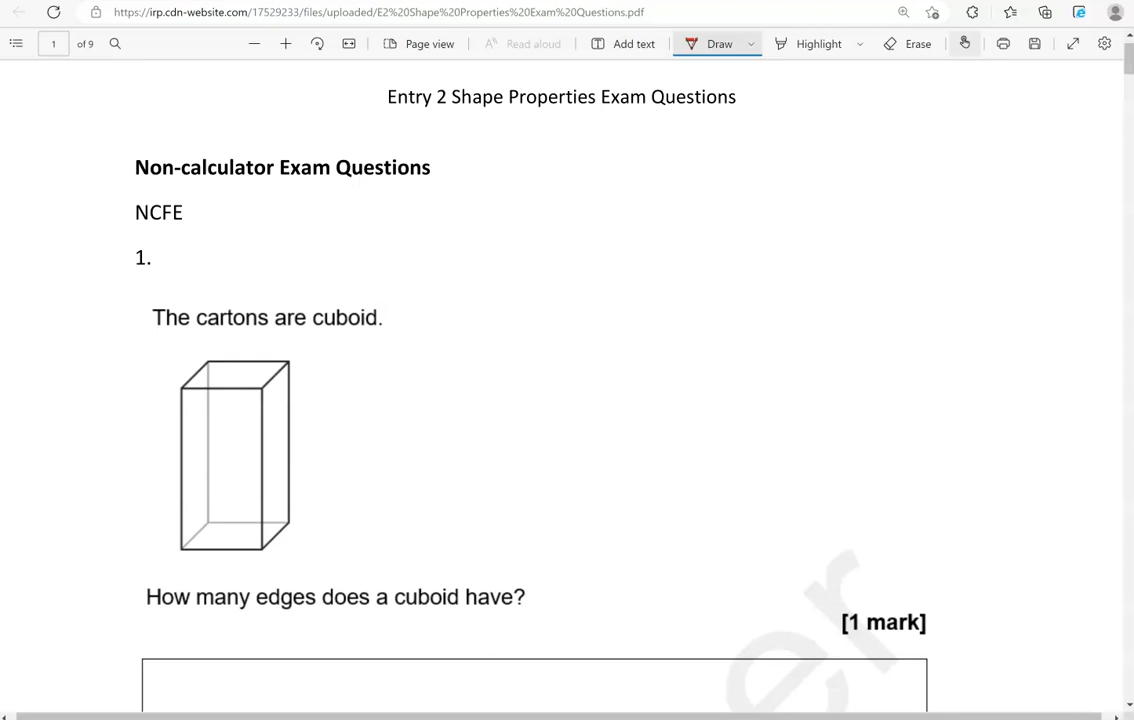 https://irp.cdn-website.com/17529233/files/uploaded/E2%20Shape%20Properties%20Exam%20Questions.pdf
1 of 9 Page view Read aloud Add text Draw Highlight Erase
Entry 2 Shape Properties Exam Questions
Non-calculator Exam Questions
NCFE
1.
The cartons are cuboid.
How many edges does a cuboid have?
[1 mark]
er